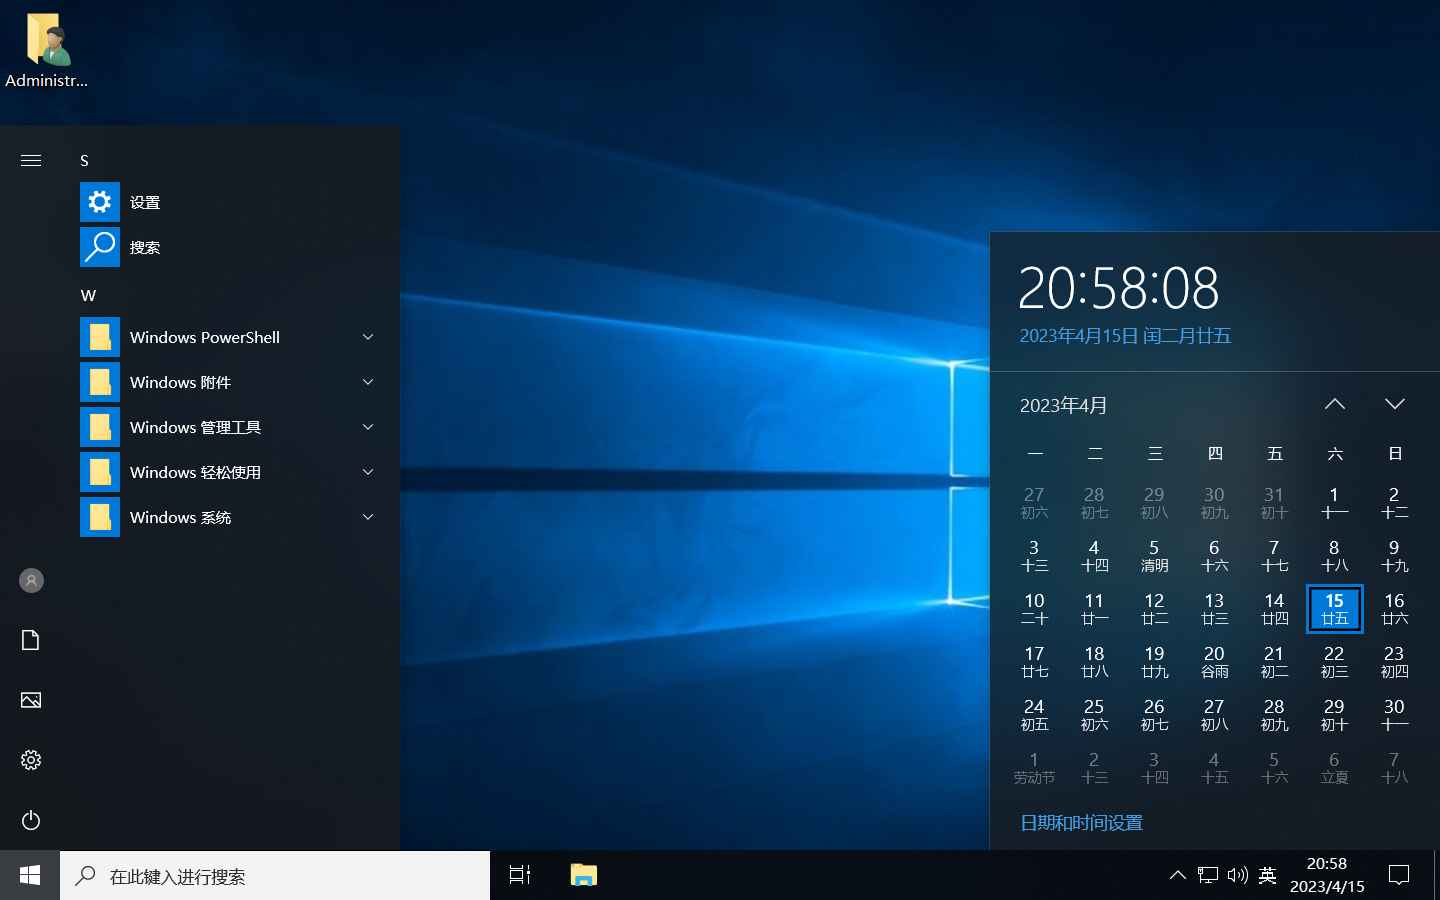 Administr...
S
设置
搜索
W
Windows PowerShell
Windows 附件
Windows 管理工具
Windows 轻松使用
Windows 系统
20:58:08
2023年4月15日 闰二月廿五
2023年4月
一 二 三 四 五 六 日
27 28 29 30 31 1 2
初六 初七 初八 初九 初十 十一 十二
3 4 5 6 7 8 9
十三 十四 清明 十六 十七 十八 十九
10 11 12 13 14 15 16
二十 廿一 廿二 廿三 廿四 廿五 廿六
17 18 19 20 21 22 23
廿七 廿八 廿九 谷雨 初二 初三 初四
24 25 26 27 28 29 30
初五 初六 初七 初八 初九 初十 十一
1 2 3 4 5 6 7
劳动节 十三 十四 十五 十六 立夏 十八
日期和时间设置
在此键入进行搜索
英
20:58
2023/4/15